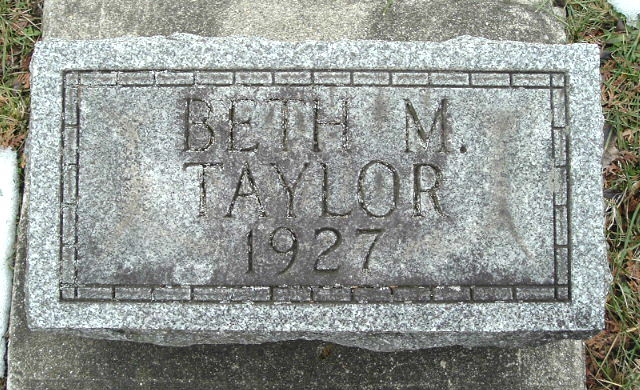 BETH M.
TAYLOR
1927